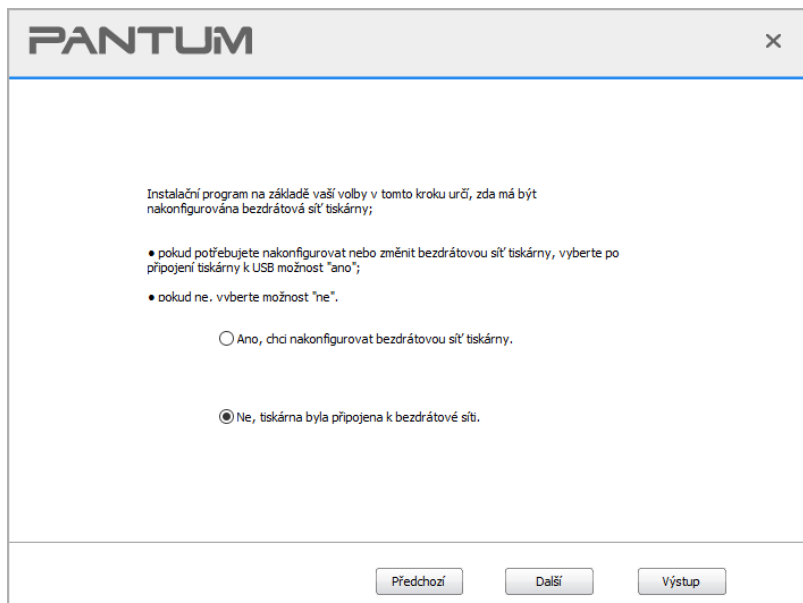 PANTUM
Instalační program na základě vaší volby v tomto kroku určí, zda má být
nakonfigurována bezdrátová síť tiskárny;
● pokud potřebujete nakonfigurovat nebo změnit bezdrátovou síť tiskárny, vyberte po
připojení tiskárny k USB možnost "ano";
● pokud ne, vyberte možnost "ne".
Ano, chci nakonfigurovat bezdrátovou síť tiskárny.
Ne, tiskárna byla připojena k bezdrátové síti.
Předchozí Další Výstup